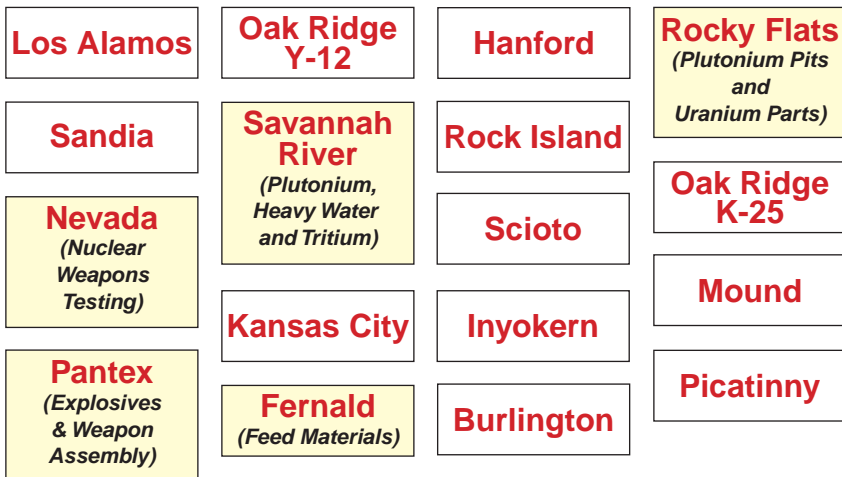 Los Alamos
Sandia
Nevada
(Nuclear
Weapons
Testing)
Pantex
(Explosives
& Weapon
Assembly)
Oak Ridge
Y-12
Savannah
River
(Plutonium,
Heavy Water
and Tritium)
Kansas City
Fernald
(Feed Materials)
Hanford
Rock Island
Scioto
Inyokern
Burlington
Rocky Flats
(Plutonium Pits
and
Uranium Parts)
Oak Ridge
K-25
Mound
Picatinny